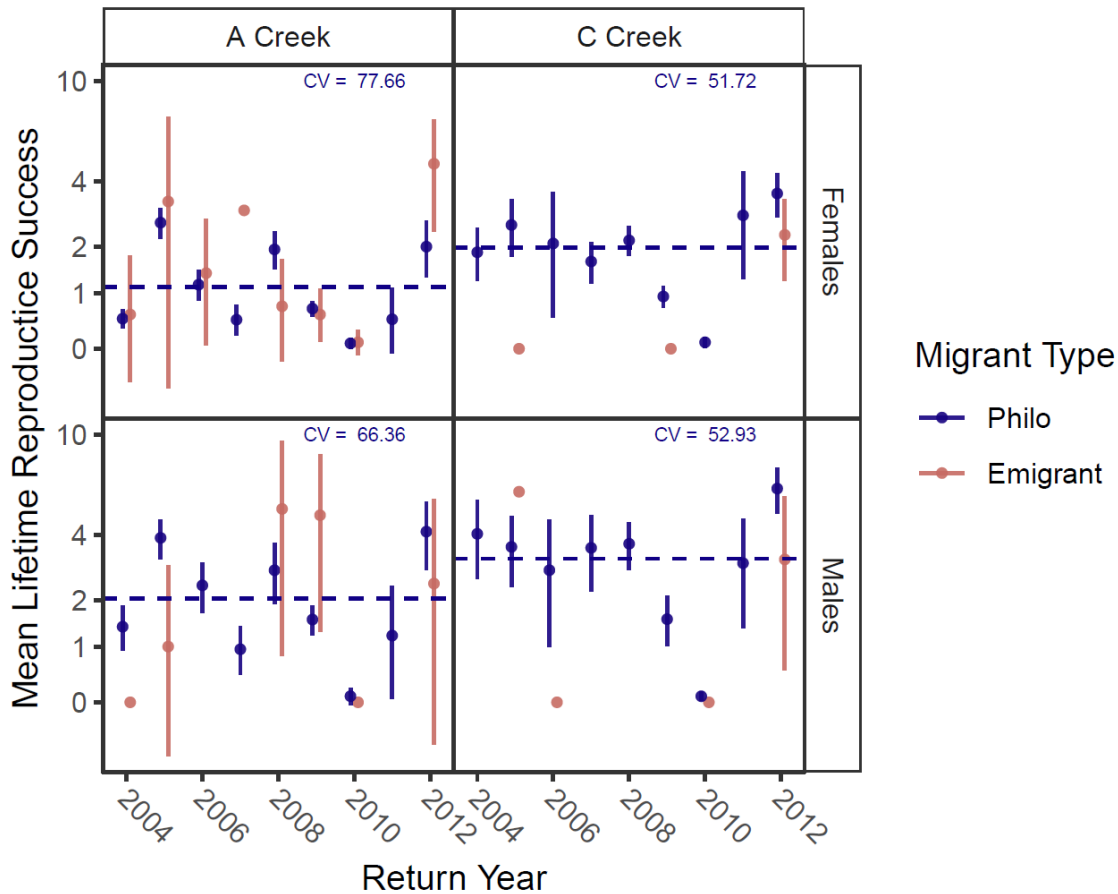 A Creek
C Creek
CV = 77.66
CV = 51.72
10
4
2
1
0
Females
CV = 66.36
CV = 52.93
10
4
2
1
0
Males
Mean Lifetime Reproductice Success
2004
2006
2008
2010
2012
2004
2006
2008
2010
2012
Return Year
Migrant Type
Philo
Emigrant